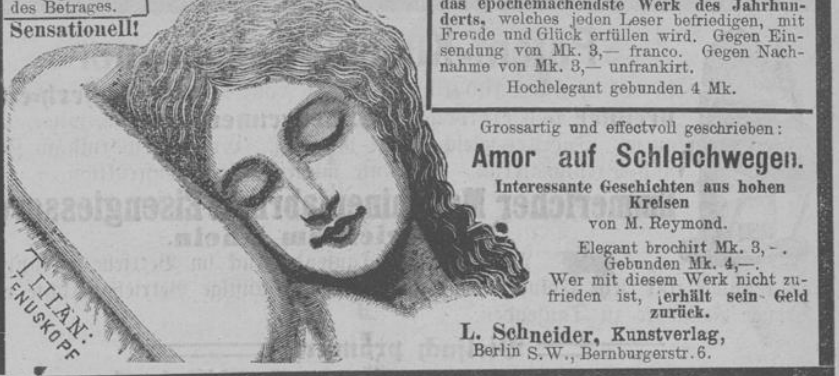 des Betrages.
Sensationell!
TITIAN:
ENUSKOPF
das epochemachendste Werk des Jahrhun-
derts, welches jeden Leser befriedigen, mit
Freude und Glück erfüllen wird. Gegen Ein-
sendung von Mk. 3,— franco. Gegen Nach-
nahme von Mk. 3,— unfrankirt.
Hochelegant gebunden 4 Mk.
Grossartig und effectvoll geschrieben:
Amor auf Schleichwegen.
Interessante Geschichten aus hohen
Kreisen
von M. Reymond.
Elegant brochirt Mk. 3,-.
Gebunden Mk. 4,—.
Wer mit diesem Werk nicht zu-
frieden ist, erhält sein Geld
zurück.
L. Schneider, Kunstverlag,
Berlin S.W., Bernburgerstr. 6.